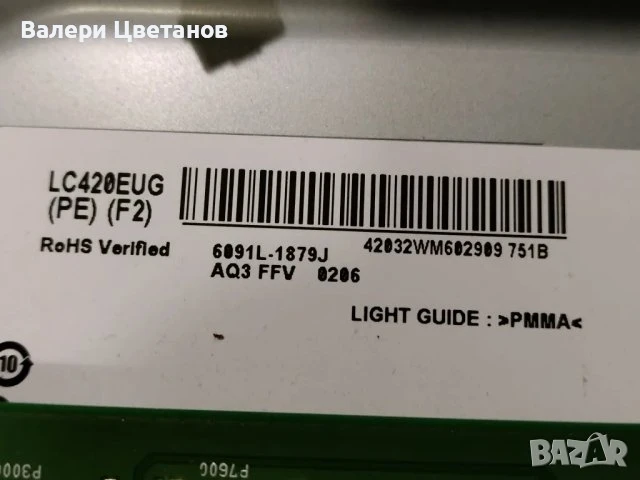 Валери Цветанов
LC420EUG
(PE) (F2)
RoHS Verified
6091L-1879J
42032WM602909 751B
AQ3 FFV 0206
LIGHT GUIDE : >PMMA<
10
P760C
BAZAR